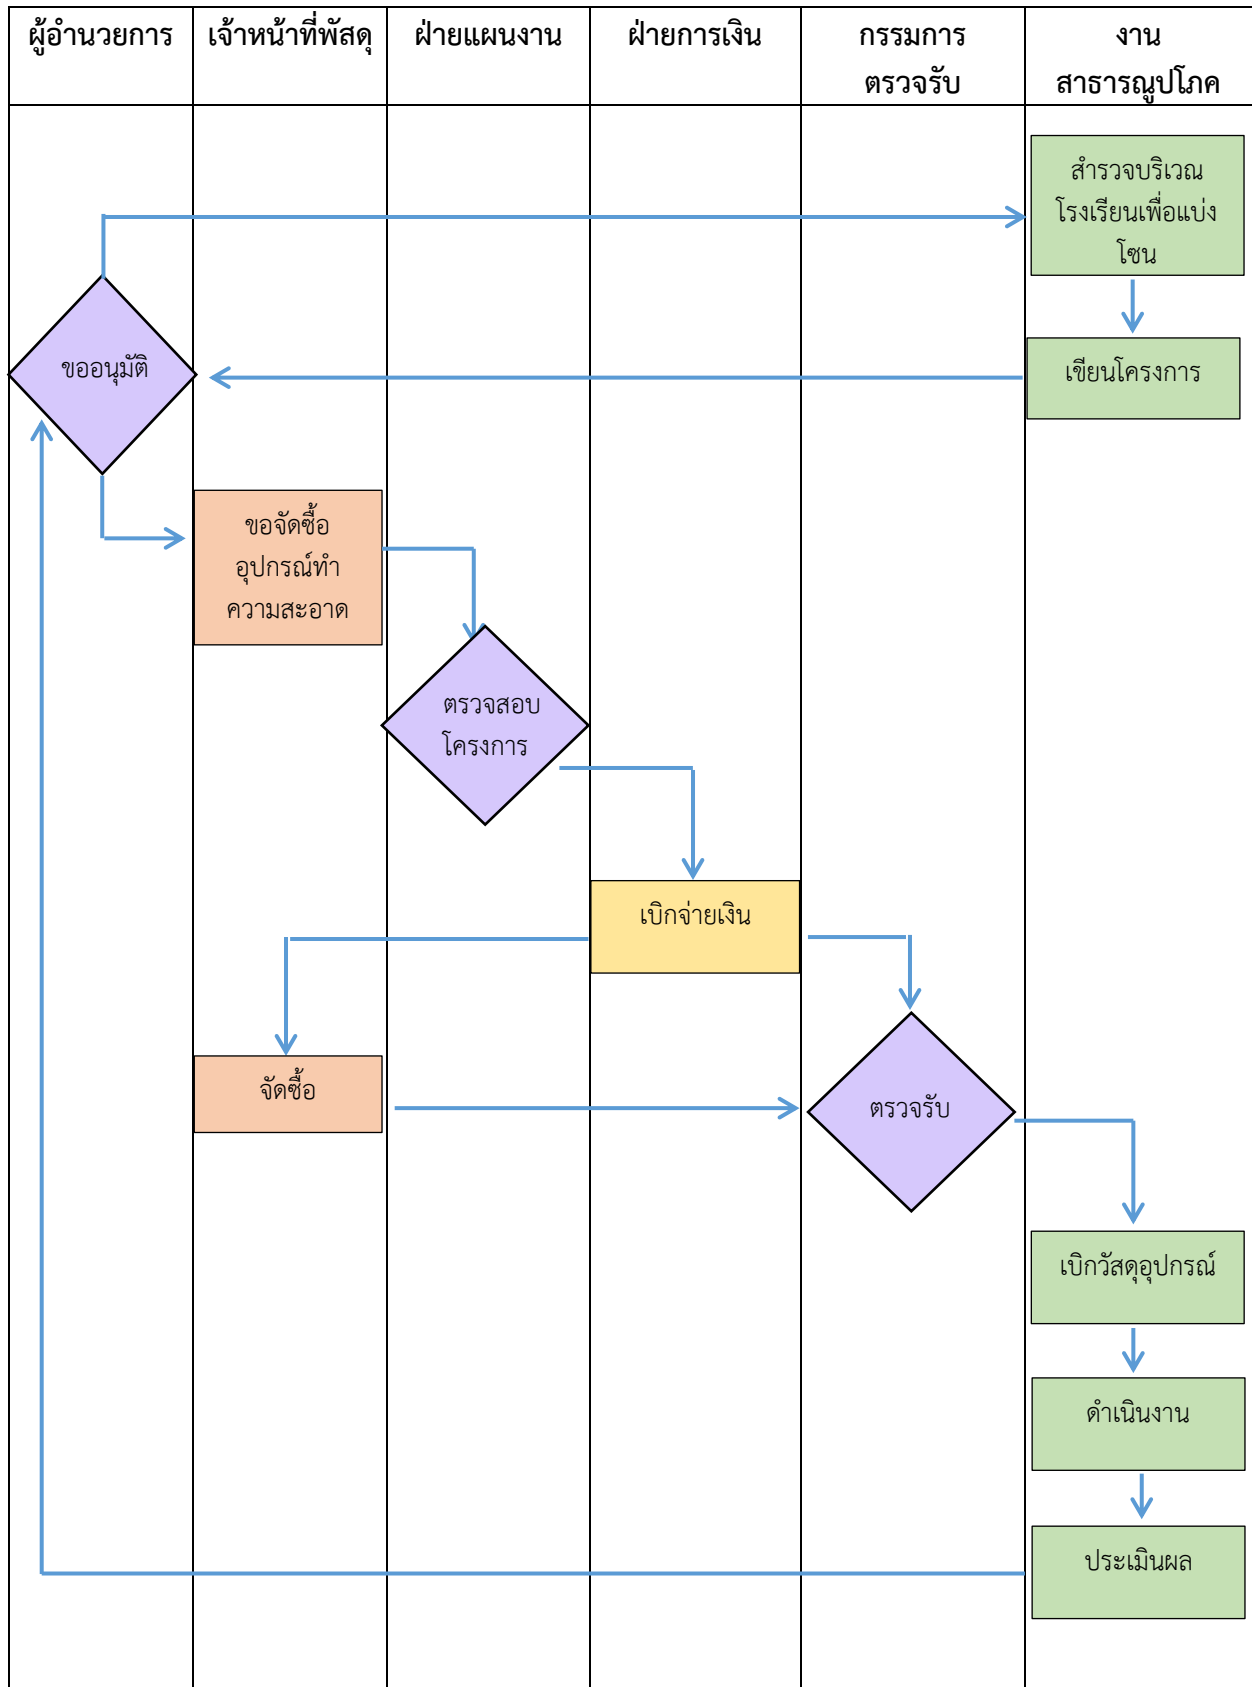 ผู้อำนวยการ
เจ้าหน้าที่พัสดุ
ฝ่ายแผนงาน
ฝ่ายการเงิน
กรรมการ
ตรวจรับ
งาน
สาธารณูปโภค
สำรวจบริเวณ
โรงเรียนเพื่อแบ่ง
โซน
ขออนุมัติ
เขียนโครงการ
ขอจัดซื้อ
อุปกรณ์ทำ
ความสะอาด
ตรวจสอบ
โครงการ
เบิกจ่ายเงิน
จัดซื้อ
ตรวจรับ
เบิกวัสดุอุปกรณ์
ดำเนินงาน
ประเมินผล